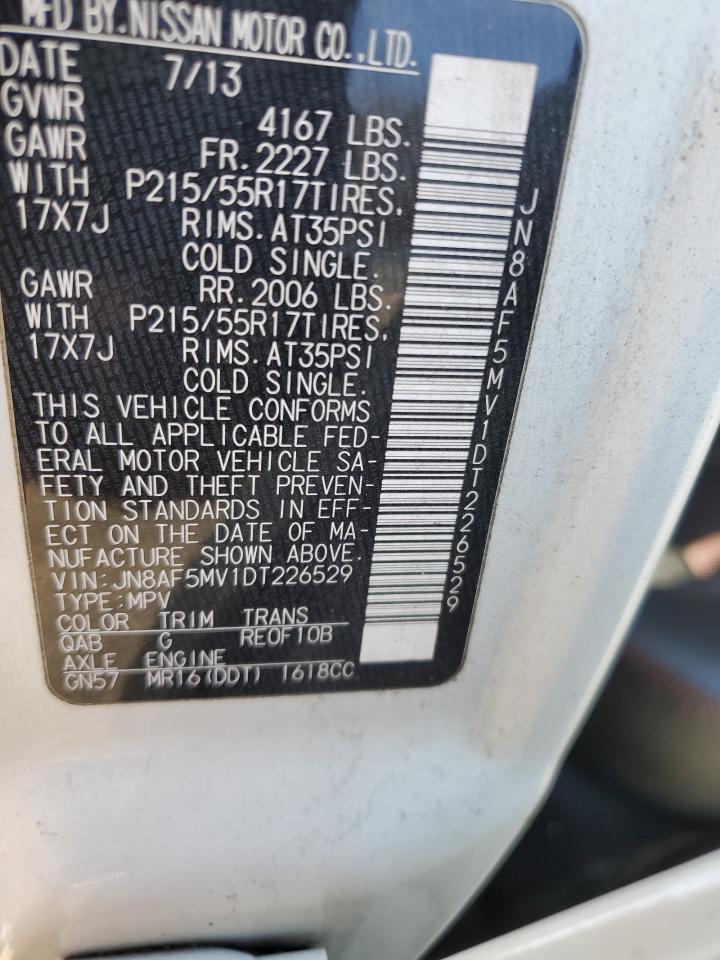 MFD BY.NISSAN MOTOR CO.,LTD.
DATE 7/13
GVWR 4167 LBS.
GAWR FR.2227 LBS.
WITH P215/55R17TIRES,
17X7J RIMS.AT35PSI
COLD SINGLE.
GAWR RR.2006 LBS.
WITH P215/55R17TIRES,
17X7J RIMS.AT35PSI
COLD SINGLE.
THIS VEHICLE CONFORMS
TO ALL APPLICABLE FED-
ERAL MOTOR VEHICLE SA-
FETY AND THEFT PREVEN-
TION STANDARDS IN EFF-
ECT ON THE DATE OF MA-
NUFACTURE SHOWN ABOVE.
VIN:JN8AF5MV1DT226529
TYPE:MPV
COLOR TRIM TRANS
QAB G REOF10B
AXLE ENGINE
GN57 MR16(DDT) 1618CC
JN8AF5MV1DT226529